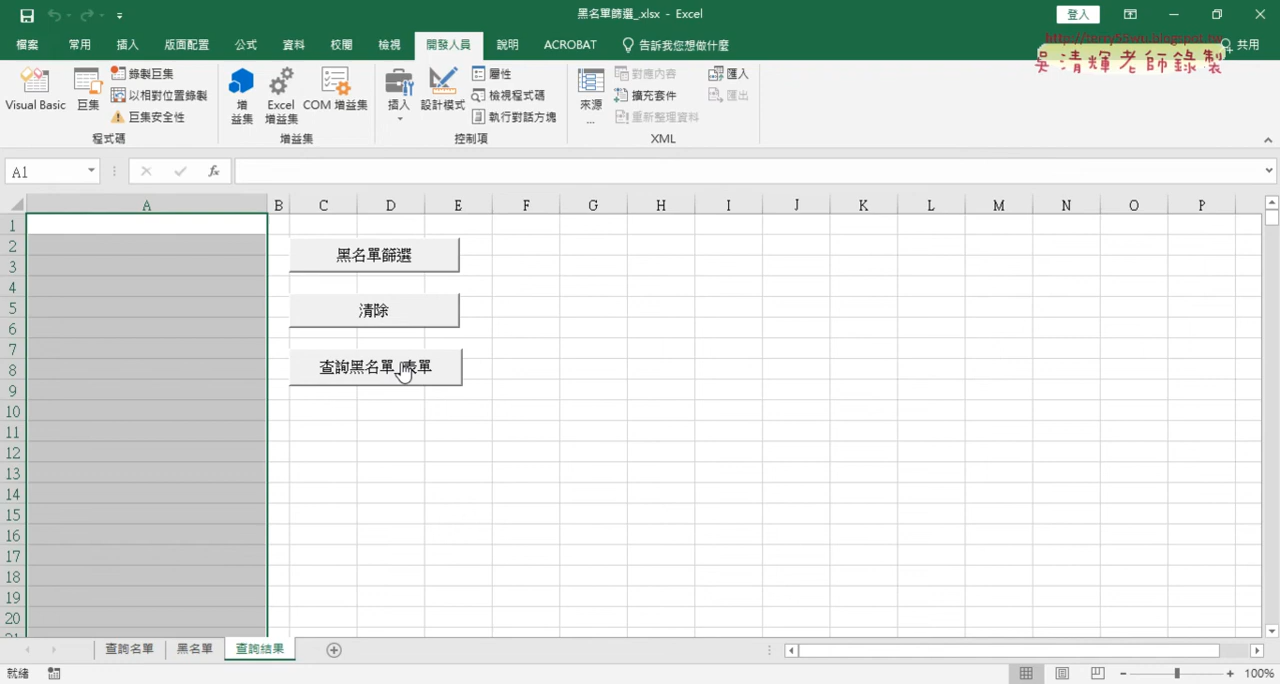 黑名單篩選_.xlsx - Excel
登入
檔案 常用 插入 版面配置 公式 資料 校閱 檢視 開發人員 說明 ACROBAT 告訴我您想做什麼 共用
http://terry55wu.blogspot.tw
吳清輝老師錄製
Visual Basic 巨集 錄製巨集 以相對位置錄製 巨集安全性
增益集 Excel 增益集 COM 增益集
插入 設計模式 屬性 檢視程式碼 執行對話方塊
來源... 對應內容 擴充套件 重新整理資料 匯入 匯出
程式碼 增益集 控制項 XML
A1 fx
A B C D E F G H I J K L M N O P
1
2
3
黑名單篩選
4
5
6
清除
7
8
9
查詢黑名單 表單
10
11
12
13
14
15
16
17
18
19
20
查詢名單 黑名單 查詢結果
就緒 100%